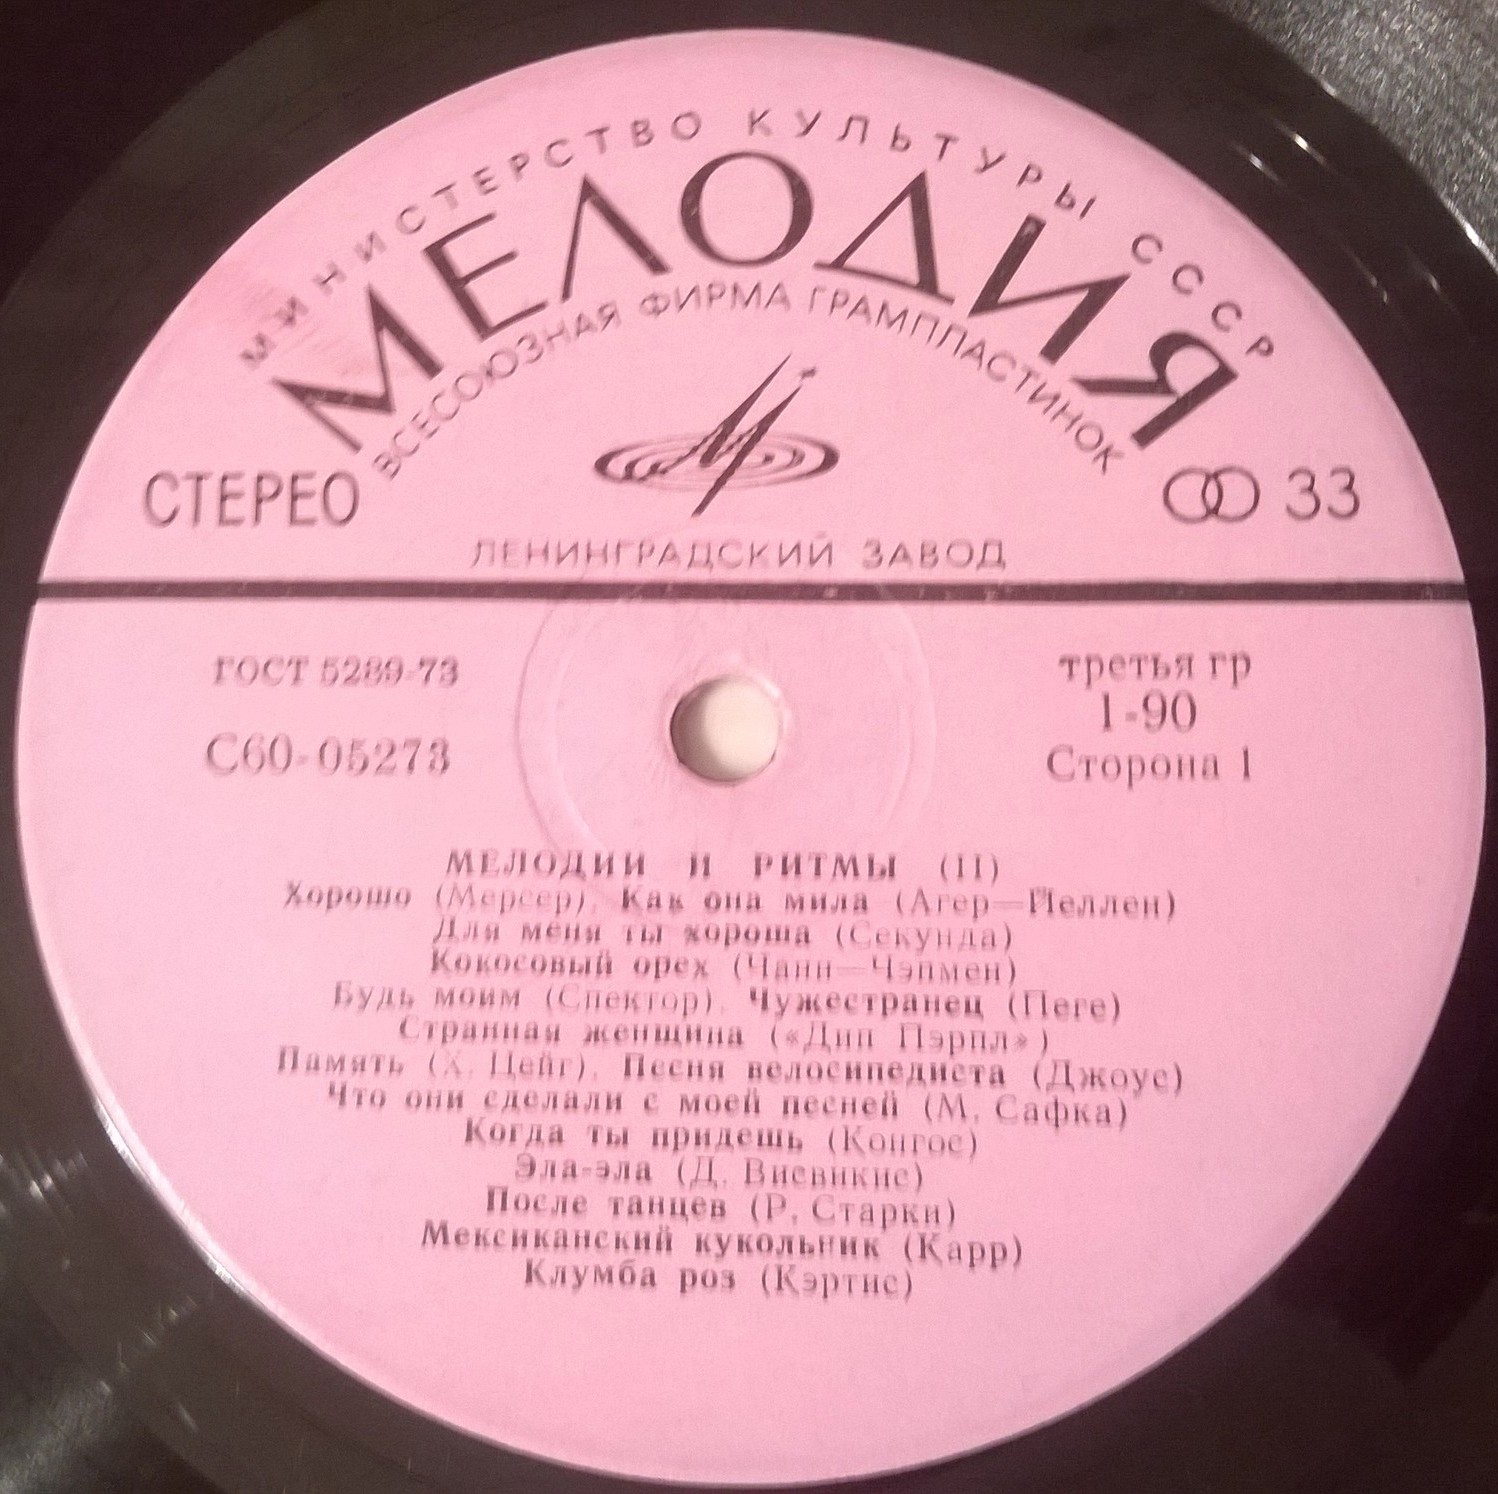 МИНИСТЕРСТВО КУЛЬТУРЫ СССР
МЕЛОДИЯ
ВСЕСОЮЗНАЯ ФИРМА ГРАМПЛАСТИНОК
СТЕРЕО
33
ЛЕНИНГРАДСКИЙ ЗАВОД
ГОСТ 5289-73
третья гр
1-90
С60-05273
Сторона 1
МЕЛОДИИ И РИТМЫ (II)
Хорошо (Мерсер). Как она мила (Агер—Йеллен)
Для меня ты хороша (Секунда)
Кокосовый орех (Чанн—Чэпмен)
Будь моим (Спектор). Чужестранец (Пеге)
Странная женщина («Дип Пэрпл»)
Память (Х. Цейг). Песня велосипедиста (Джоус)
Что они сделали с моей песней (М. Сафка)
Когда ты придешь (Конгос)
Эла-эла (Д. Висвикис)
После танцев (Р. Старки)
Мексиканский кукольник (Карр)
Клумба роз (Кэртис)